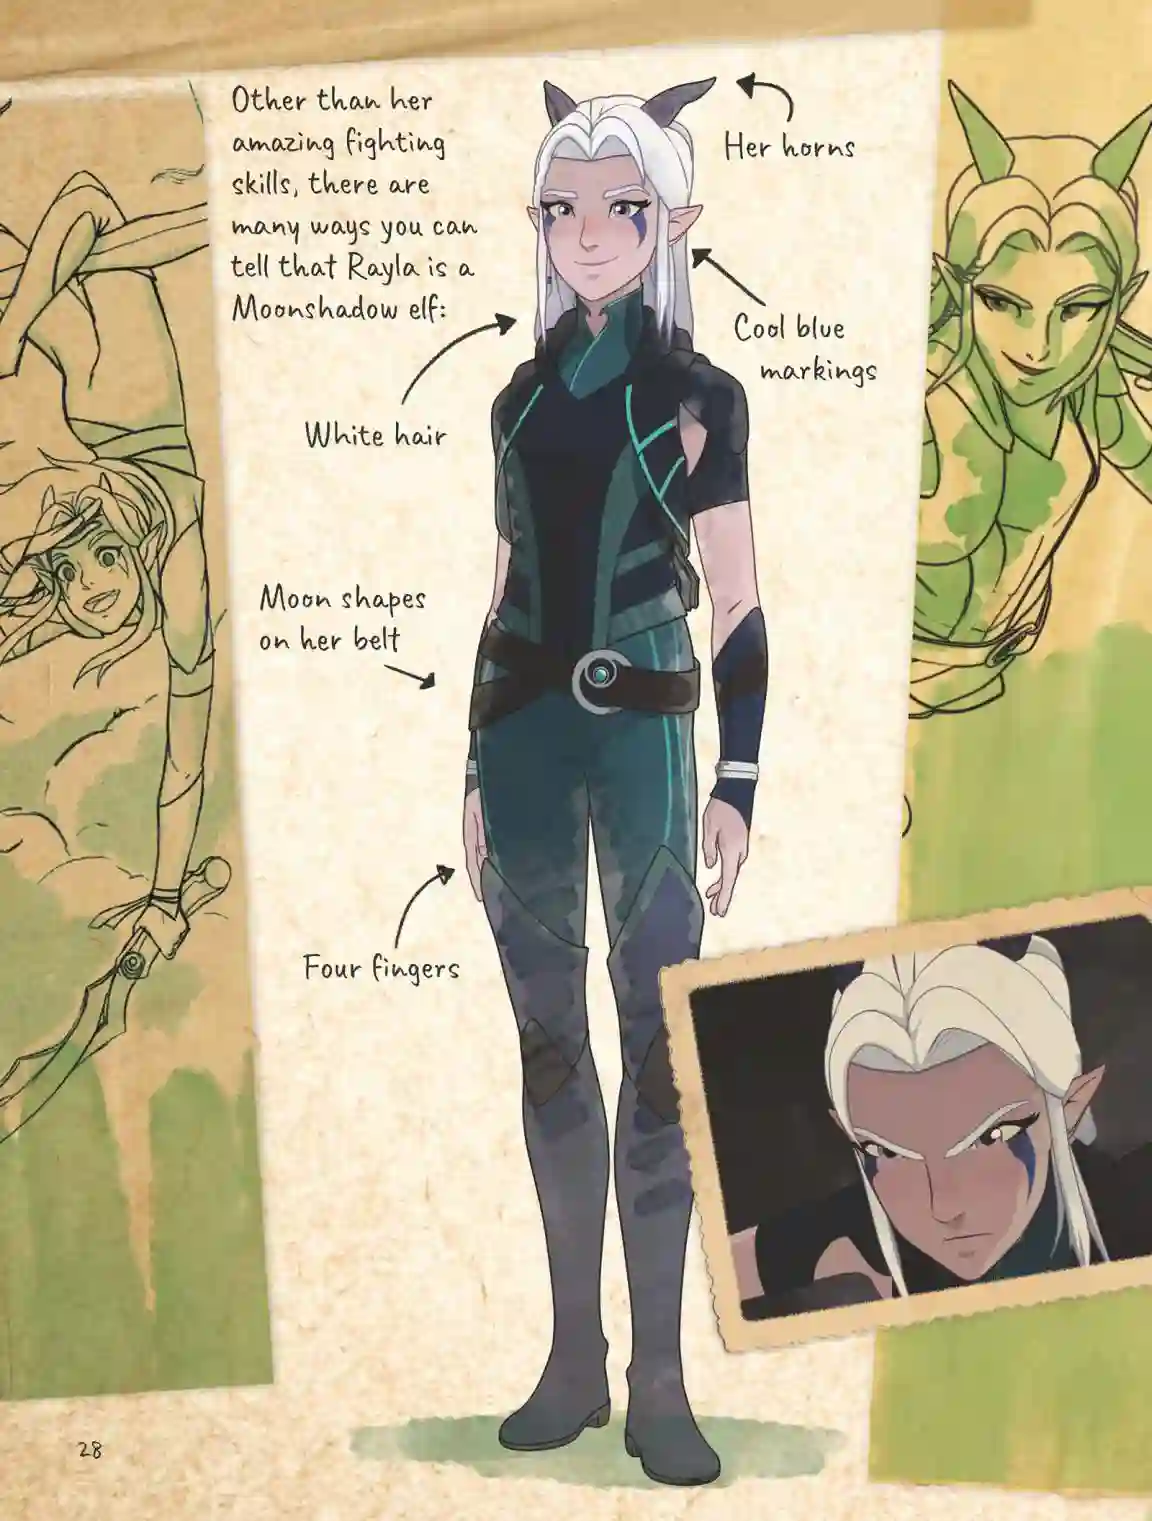 Other than her
amazing fighting
skills, there are
many ways you can
tell that Rayla is a
Moonshadow elf:
Her horns
Cool blue
markings
White hair
Moon shapes
on her belt
Four fingers
28